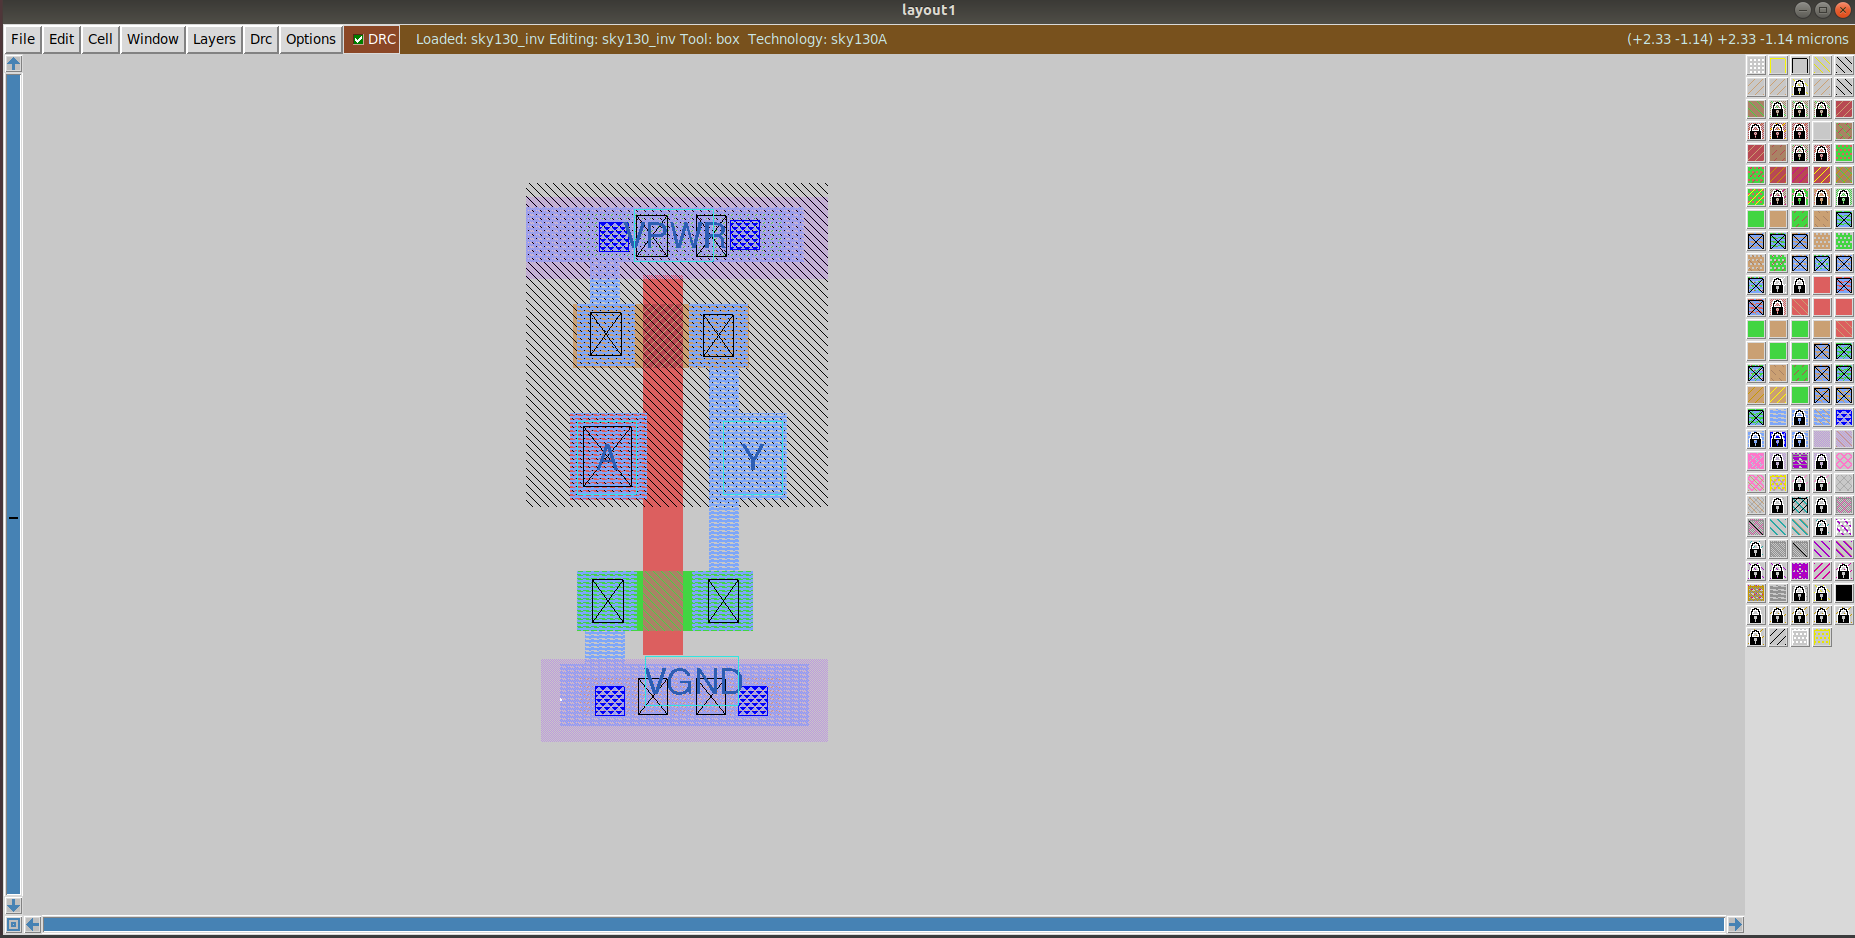 layout1
File Edit Cell Window Layers Drc Options DRC Loaded: sky130_inv Editing: sky130_inv Tool: box Technology: sky130A (+2.33 -1.14) +2.33 -1.14 microns
VPWR
A Y
VGND